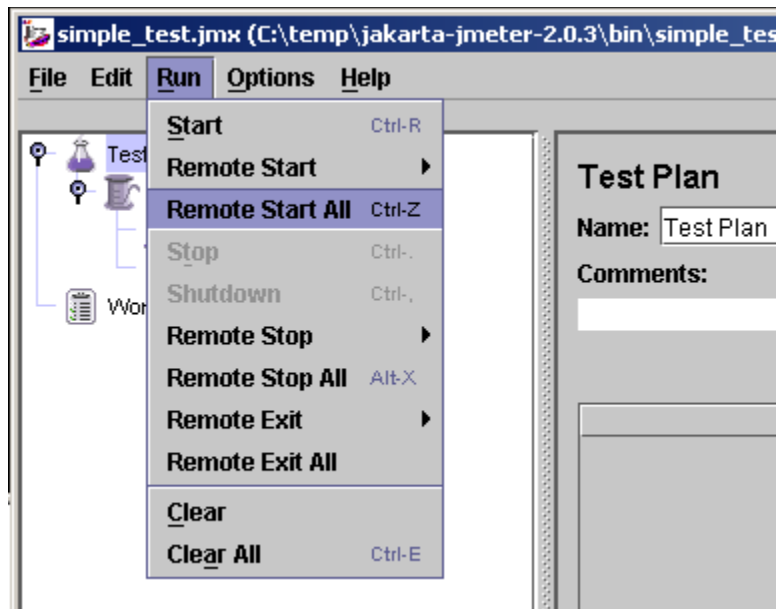 simple_test.jmx (C:\temp\jakarta-jmeter-2.0.3\bin\simple_tes
File Edit Run Options Help
Start Ctrl-R
Remote Start
Remote Start All Ctrl-Z
Stop Ctrl-.
Shutdown Ctrl-,
Remote Stop
Remote Stop All Alt-X
Remote Exit
Remote Exit All
Clear
Clear All Ctrl-E
Test
Wor
Test Plan
Name: Test Plan
Comments: